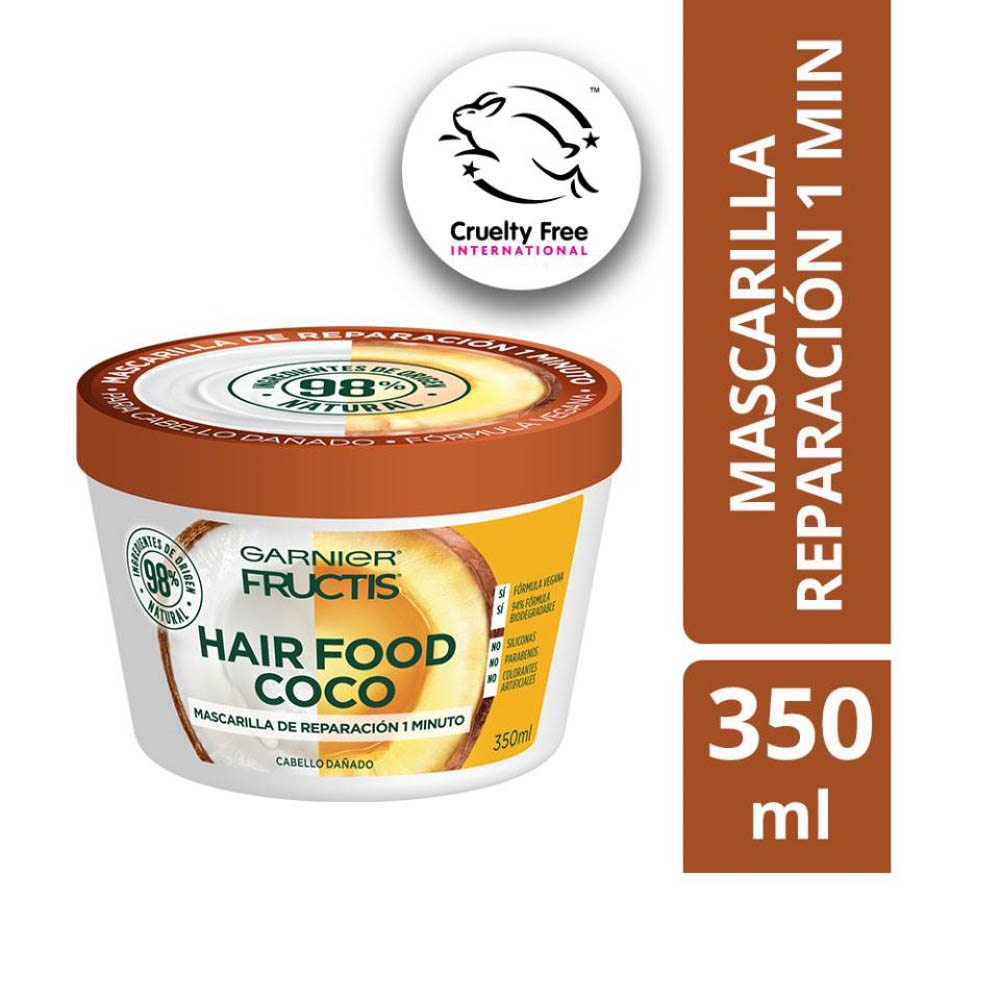 TM
Cruelty Free
INTERNATIONAL
MASCARILLA
REPARACIÓN 1 MIN
350
ml
MASCARILLA DE REPARACIÓN 1 MINUTO
INGREDIENTES DE ORIGEN
98%
NATURAL
PARA CABELLO DAÑADO • FÓRMULA VEGANA
INGREDIENTES DE ORIGEN
98%
NATURAL
GARNIER®
FRUCTIS®
HAIR FOOD
COCO
MASCARILLA DE REPARACIÓN 1 MINUTO
CABELLO DAÑADO
SÍ FÓRMULA VEGANA
SÍ 94% FÓRMULA
BIODEGRADABLE
NO SILICONAS
NO PARABENOS
NO COLORANTES
ARTIFICIALES
350ml